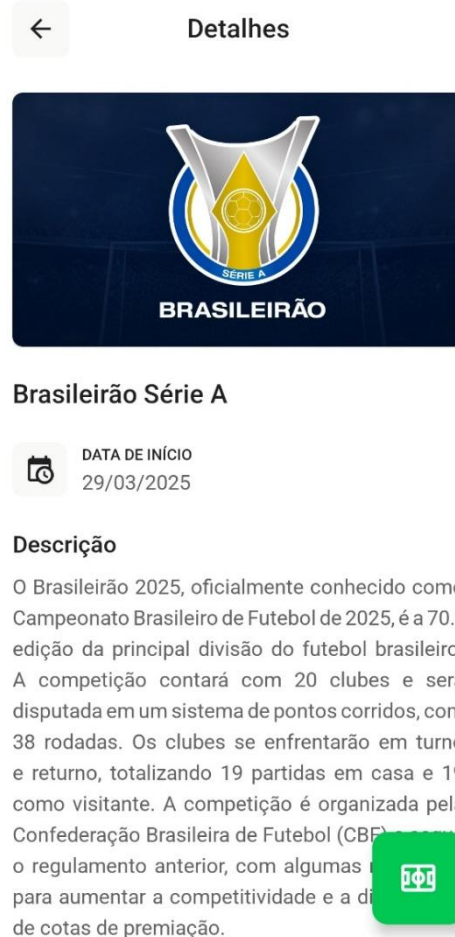 Detalhes
SÉRIE A
BRASILEIRÃO
Brasileirão Série A
DATA DE INÍCIO
29/03/2025
Descrição
O Brasileirão 2025, oficialmente conhecido como
Campeonato Brasileiro de Futebol de 2025, é a 70.
edição da principal divisão do futebol brasileiro
A competição contará com 20 clubes e será
disputada em um sistema de pontos corridos, com
38 rodadas. Os clubes se enfrentarão em turno
e returno, totalizando 19 partidas em casa e 19
como visitante. A competição é organizada pela
Confederação Brasileira de Futebol (CBF)
o regulamento anterior, com algumas
para aumentar a competitividade e a
de cotas de premiação.